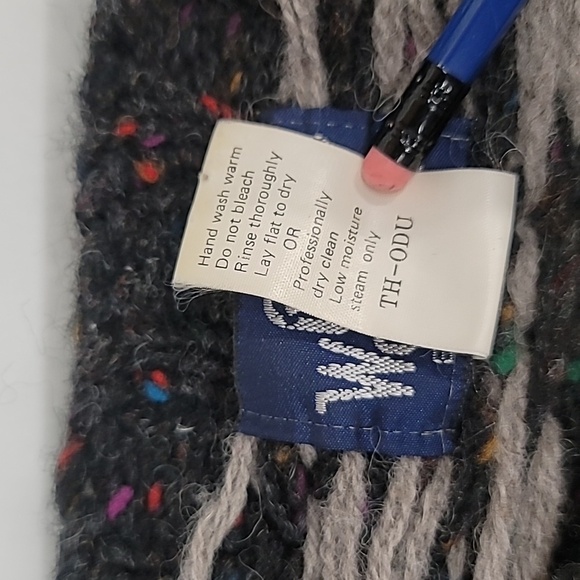 Hand wash warm
Do not bleach
Rinse thoroughly
Lay flat to dry
OR
Professionally
dry clean
Low moisture
steam only
TH-ODU